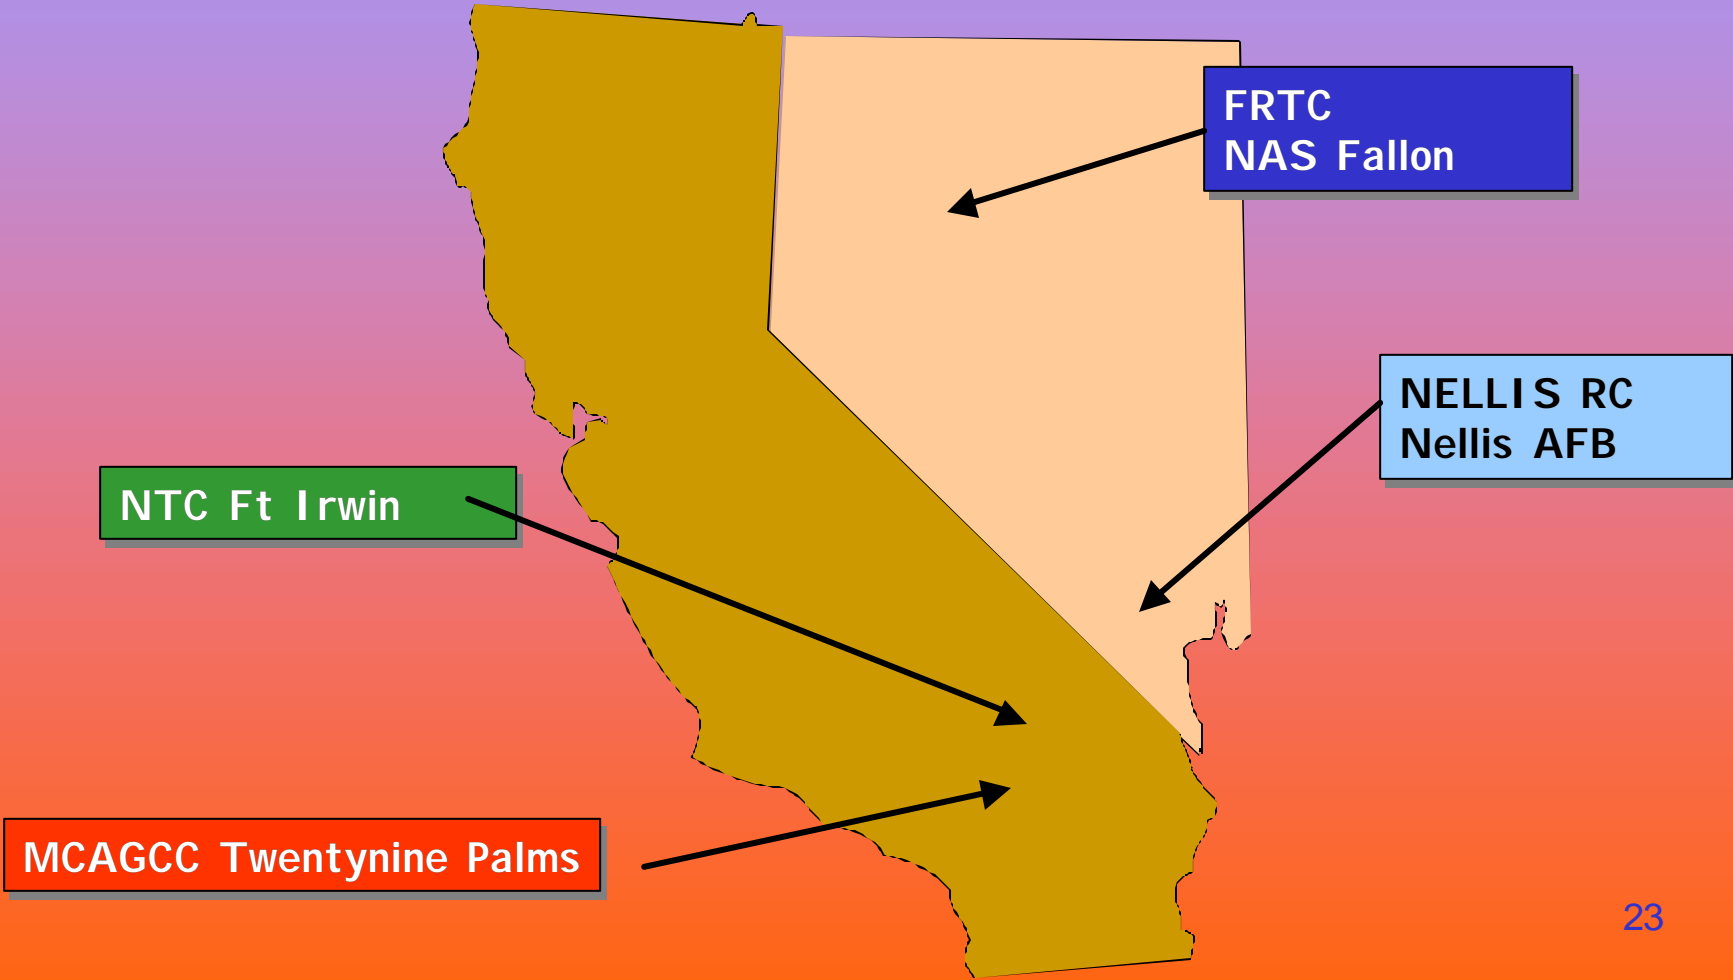 FRTC
NAS Fallon
NELLIS RC
Nellis AFB
NTC Ft Irwin
MCAGCC Twentynine Palms
23